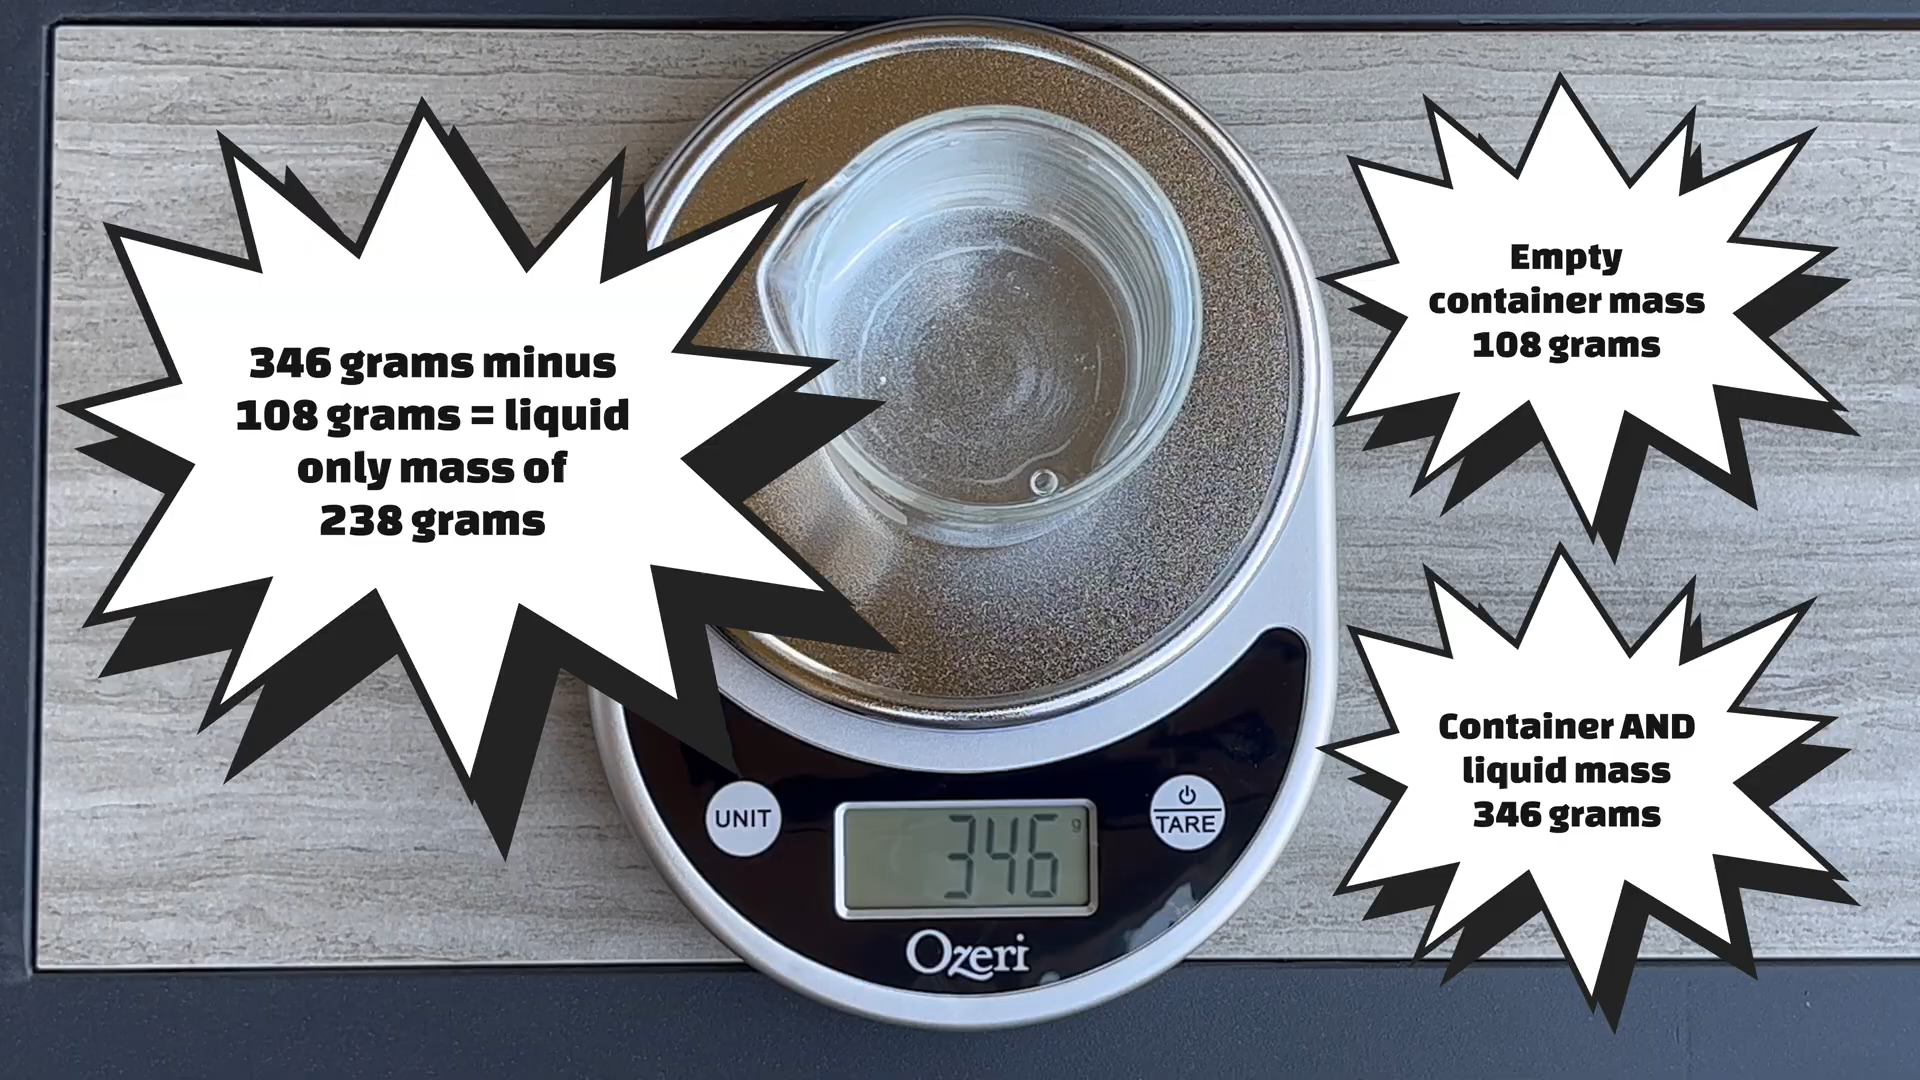 346 grams minus
108 grams = liquid
only mass of
238 grams
Empty
container mass
108 grams
Container AND
liquid mass
346 grams
UNIT
346 g
TARE
Ozeri